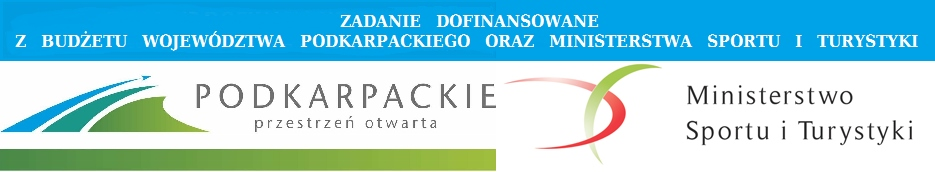 ZADANIE DOFINANSOWANE
Z BUDŻETU WOJEWÓDZTWA PODKARPACKIEGO ORAZ MINISTERSTWA SPORTU I TURYSTYKI
PODKARPACKIE
przestrzeń otwarta
Ministerstwo
Sportu i Turystyki